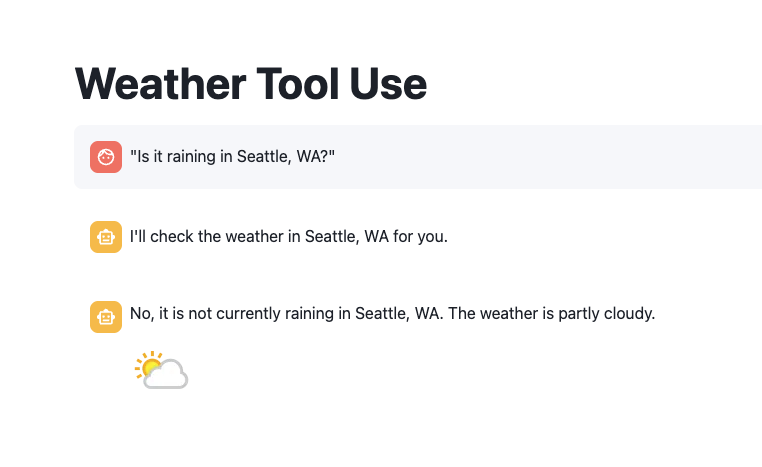 Weather Tool Use
"Is it raining in Seattle, WA?"
I'll check the weather in Seattle, WA for you.
No, it is not currently raining in Seattle, WA. The weather is partly cloudy.